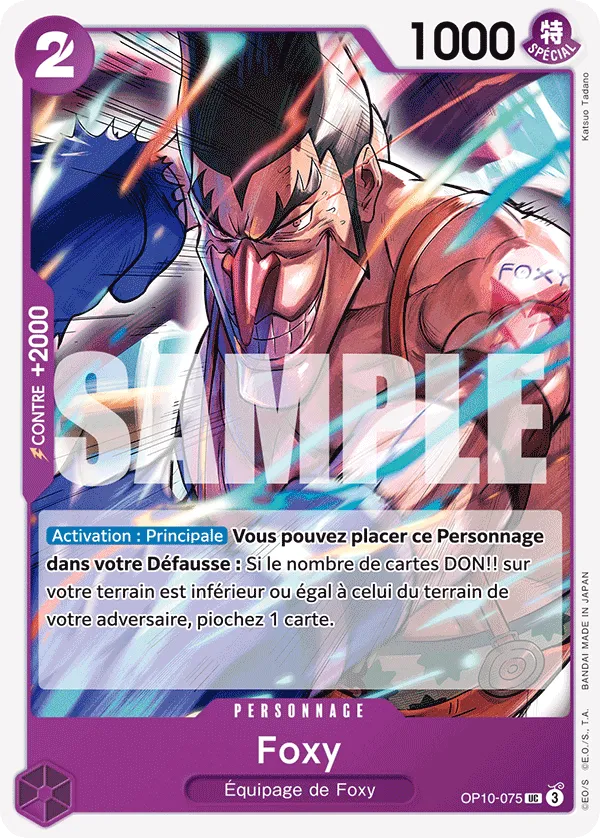 2
1000
特
SPÉCIAL
Katsuo Tadano
FOXY
CONTRE +2000
SAMPLE
Activation : Principale Vous pouvez placer ce Personnage
dans votre Défausse : Si le nombre de cartes DON!! sur
votre terrain est inférieur ou égal à celui du terrain de
votre adversaire, piochez 1 carte.
PERSONNAGE
Foxy
Équipage de Foxy
OP10-075 UC 3
©EO/S ©E.O./S., T.A. BANDAI MADE IN JAPAN